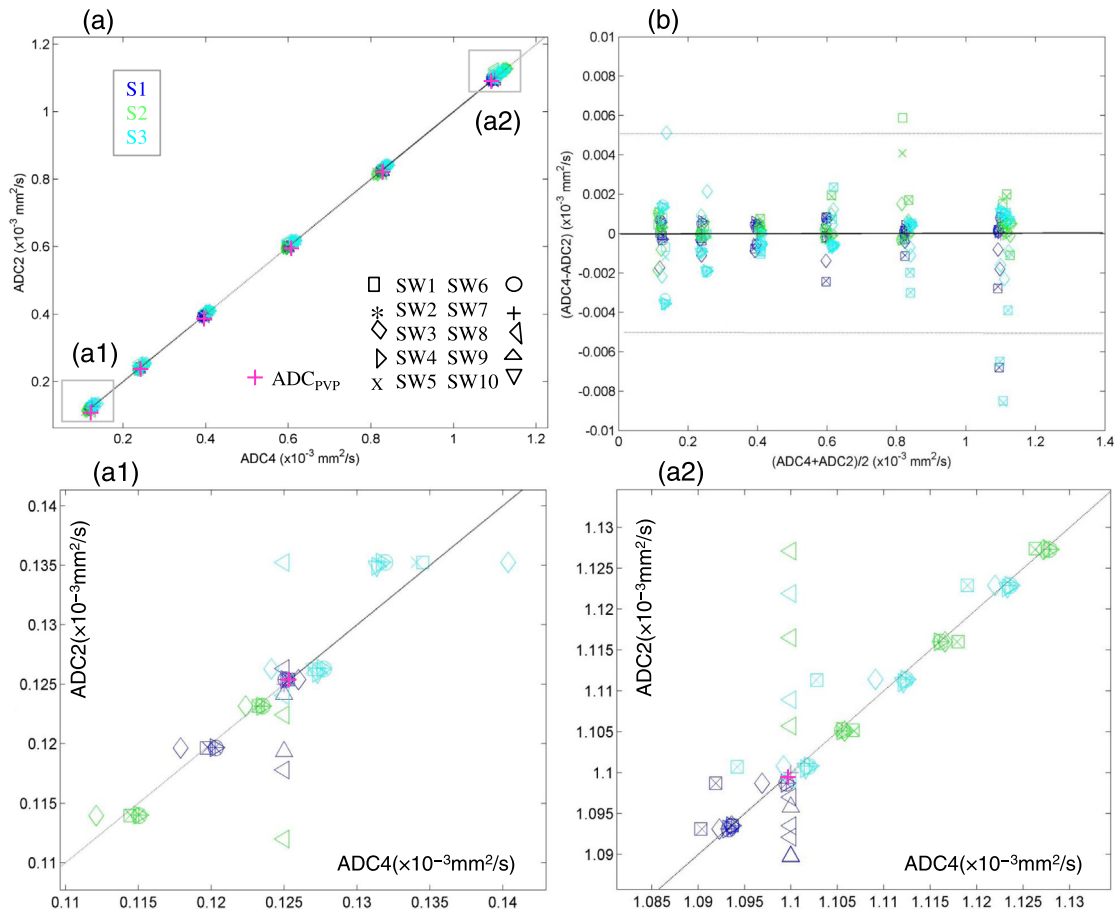 (a)
1.2
1
0.8
0.6
0.4
0.2
ADC2 (x10⁻³ mm²/s)
S1
S2
S3
(a2)
(a1)
SW1 SW6
SW2 SW7
SW3 SW8
SW4 SW9
x SW5 SW10
+ ADC_PVP
0.2 0.4 0.6 0.8 1 1.2
ADC4 (x10⁻³ mm²/s)
(b)
0.01
0.008
0.006
0.004
0.002
0
-0.002
-0.004
-0.006
-0.008
-0.01
(ADC4-ADC2) (x10⁻³ mm²/s)
0 0.2 0.4 0.6 0.8 1 1.2 1.4
(ADC4+ADC2)/2 (x10⁻³ mm²/s)
(a1)
0.14
0.135
0.13
0.125
0.12
0.115
0.11
ADC2(×10⁻³mm²/s)
ADC4(×10⁻³mm²/s)
0.11 0.115 0.12 0.125 0.13 0.135 0.14
(a2)
1.13
1.125
1.12
1.115
1.11
1.105
1.1
1.095
1.09
ADC2(×10⁻³mm²/s)
ADC4(×10⁻³mm²/s)
1.085 1.09 1.095 1.1 1.105 1.11 1.115 1.12 1.125 1.13